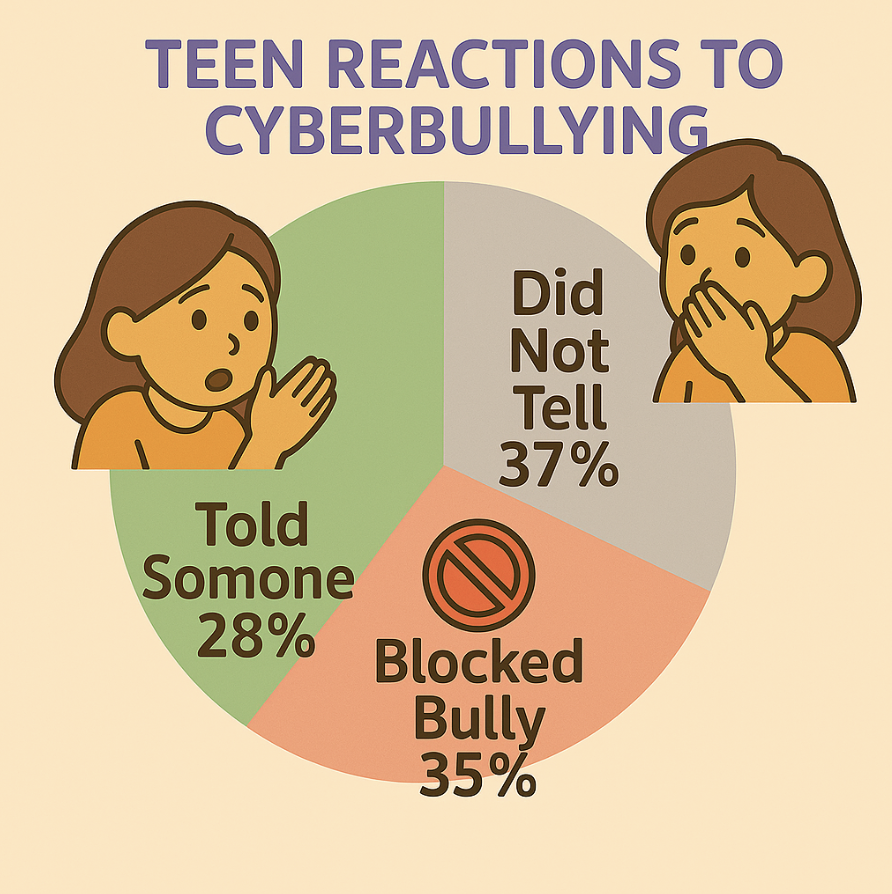 TEEN REACTIONS TO
CYBERBULLYING
Did
Not
Tell
37%
Told
Somone
28%
Blocked
Bully
35%